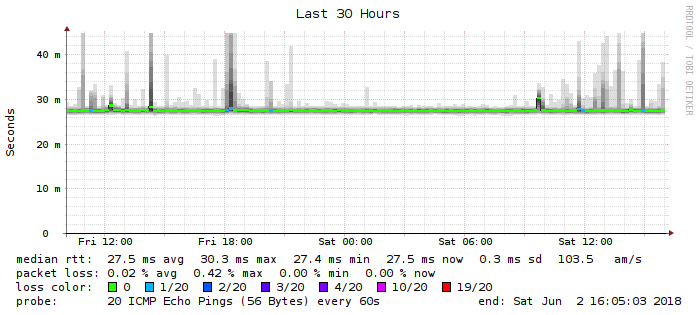 Last 30 Hours
RRDTOOL / TOBI OETIKER
Seconds
40 m
30 m
20 m
10 m
0
Fri 12:00 Fri 18:00 Sat 00:00 Sat 06:00 Sat 12:00
median rtt: 27.5 ms avg 30.3 ms max 27.4 ms min 27.5 ms now 0.3 ms sd 103.5 am/s
packet loss: 0.02 % avg 0.42 % max 0.00 % min 0.00 % now
loss color: 0 1/20 2/20 3/20 4/20 10/20 19/20
probe: 20 ICMP Echo Pings (56 Bytes) every 60s end: Sat Jun 2 16:05:03 2018